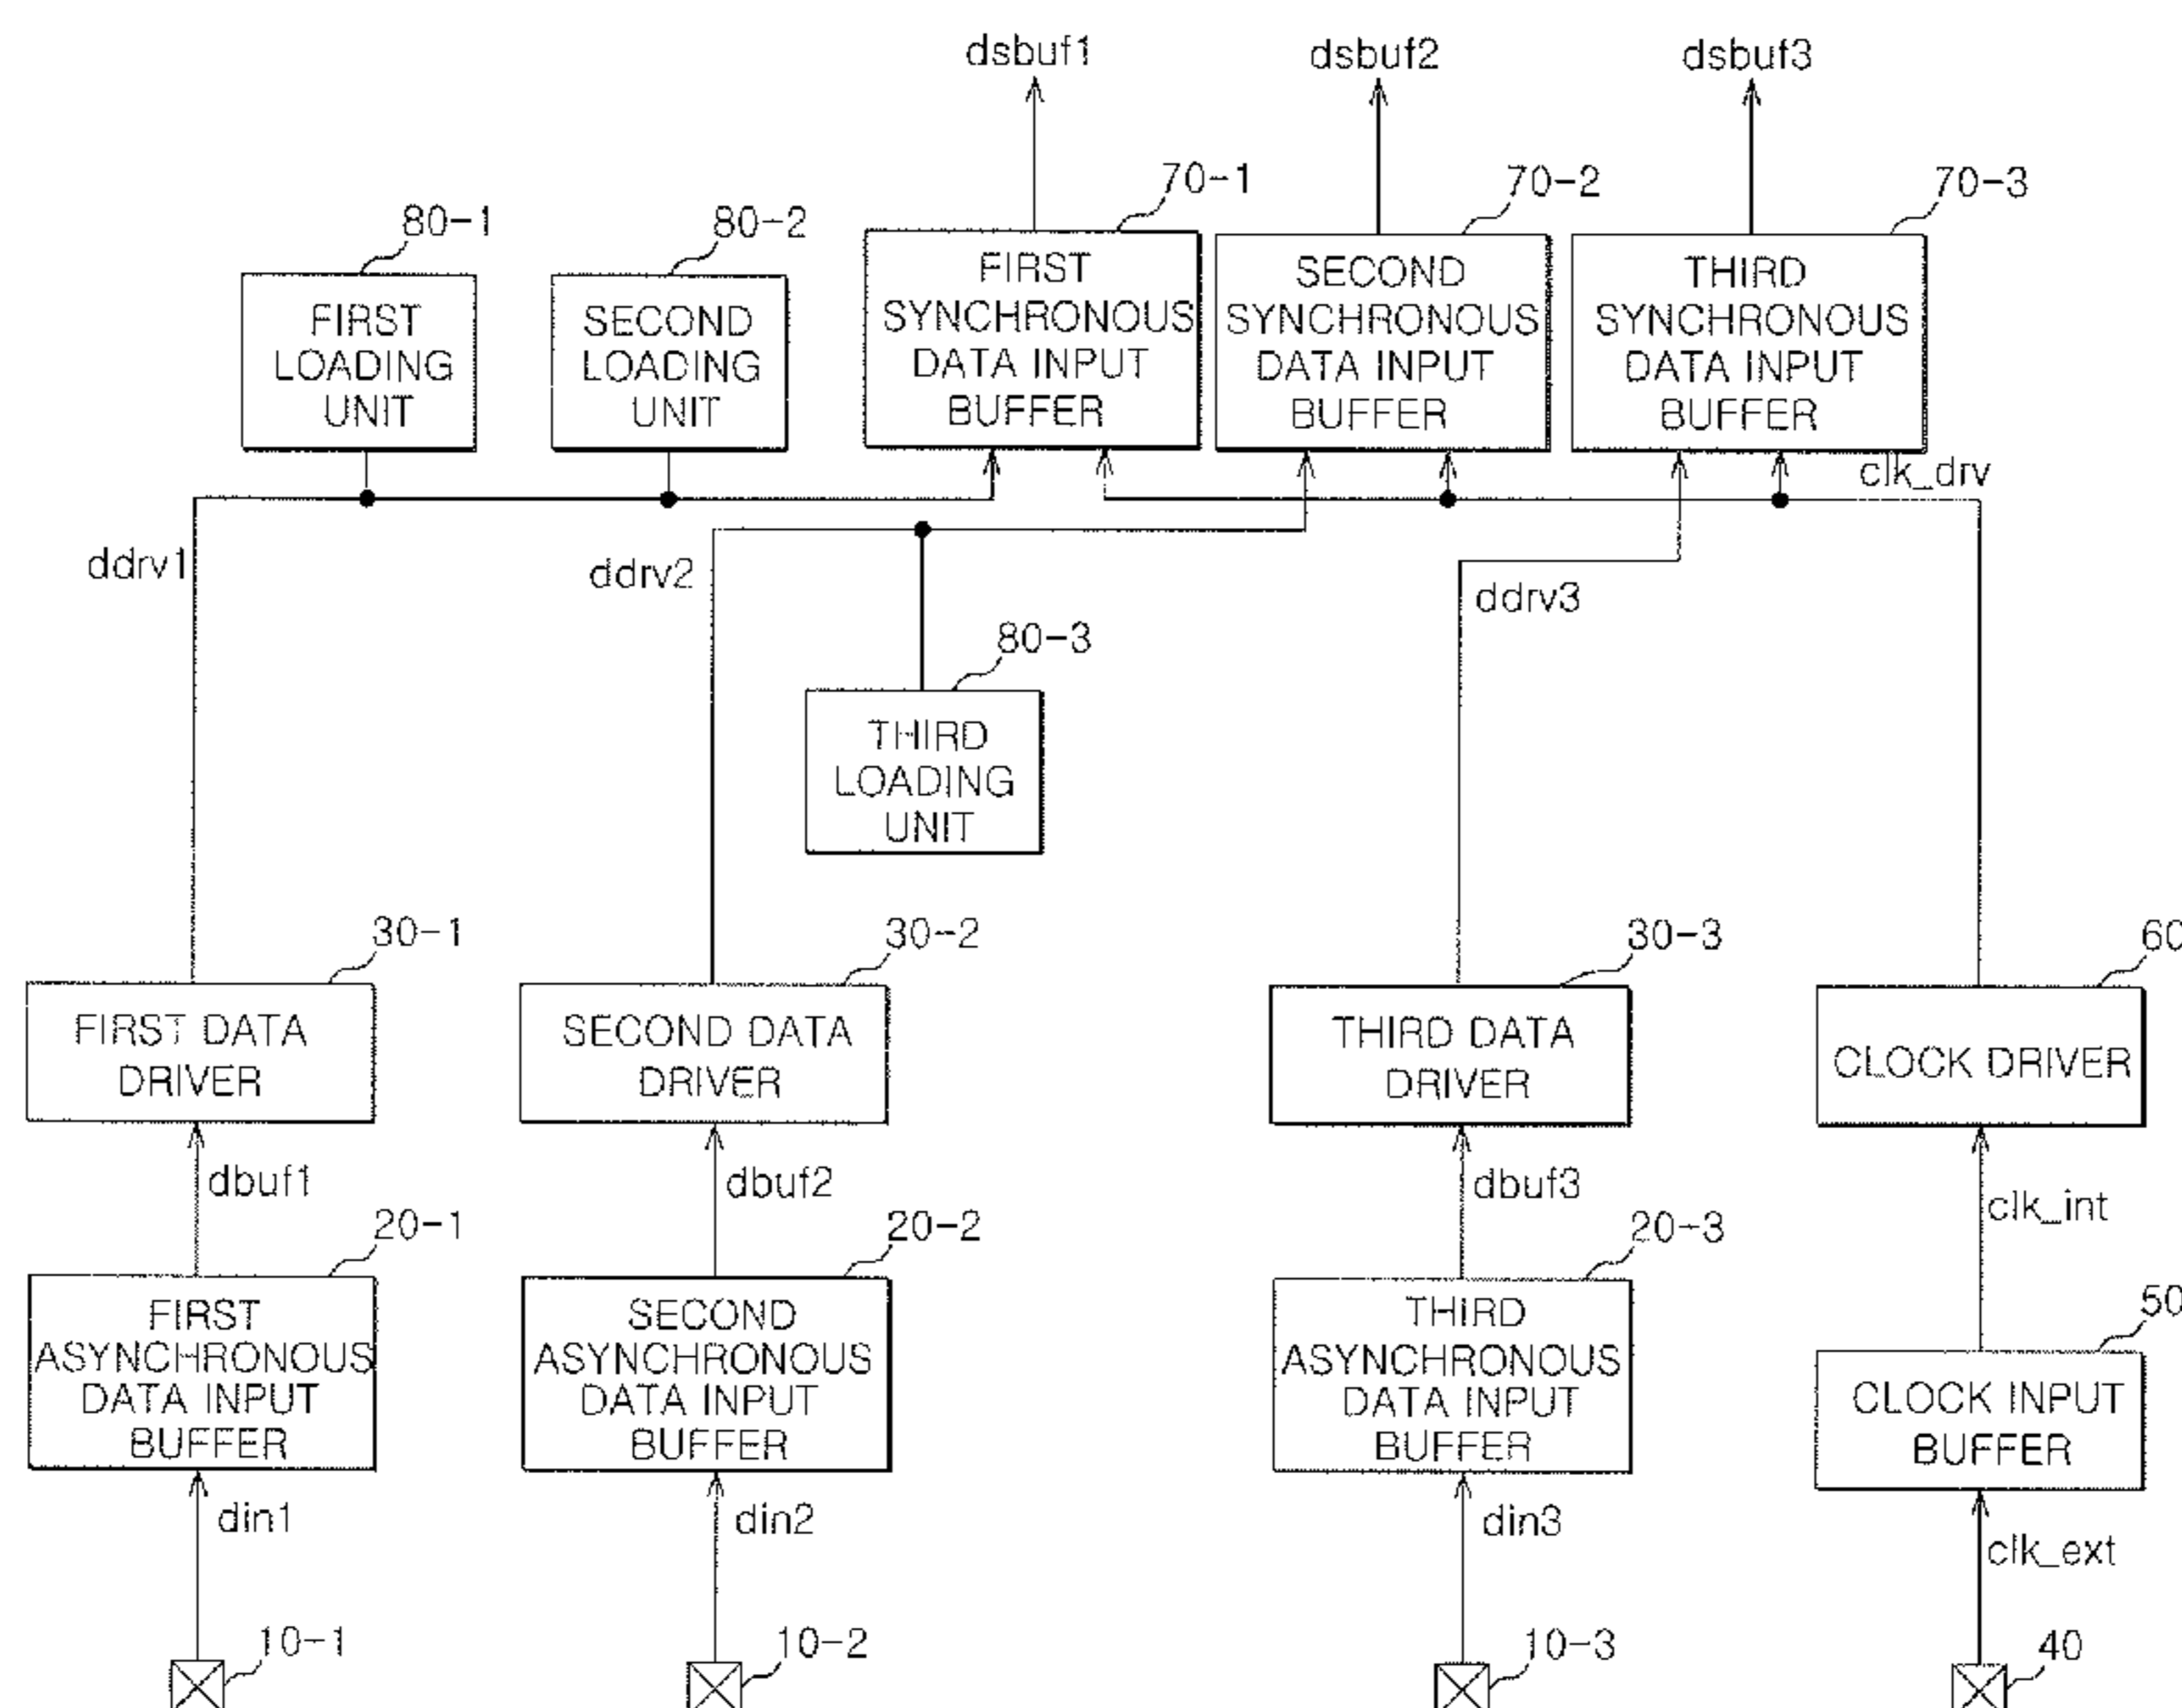 dsbuf1
dsbuf2
dsbuf3
70-1
70-2
70-3
80-1
80-2
FIRST
LOADING
UNIT
SECOND
LOADING
UNIT
FIRST
SYNCHRONOUS
DATA INPUT
BUFFER
SECOND
SYNCHRONOUS
DATA INPUT
BUFFER
THIRD
SYNCHRONOUS
DATA INPUT
BUFFER
clk_drv
ddrv1
ddrv2
ddrv3
80-3
THIRD
LOADING
UNIT
30-1
30-2
30-3
60
FIRST DATA
DRIVER
SECOND DATA
DRIVER
THIRD DATA
DRIVER
CLOCK DRIVER
dbuf1
dbuf2
dbuf3
clk_int
20-1
20-2
20-3
50
FIRST
ASYNCHRONOUS
DATA INPUT
BUFFER
SECOND
ASYNCHRONOUS
DATA INPUT
BUFFER
THIRD
ASYNCHRONOUS
DATA INPUT
BUFFER
CLOCK INPUT
BUFFER
din1
din2
din3
clk_ext
10-1
10-2
10-3
40